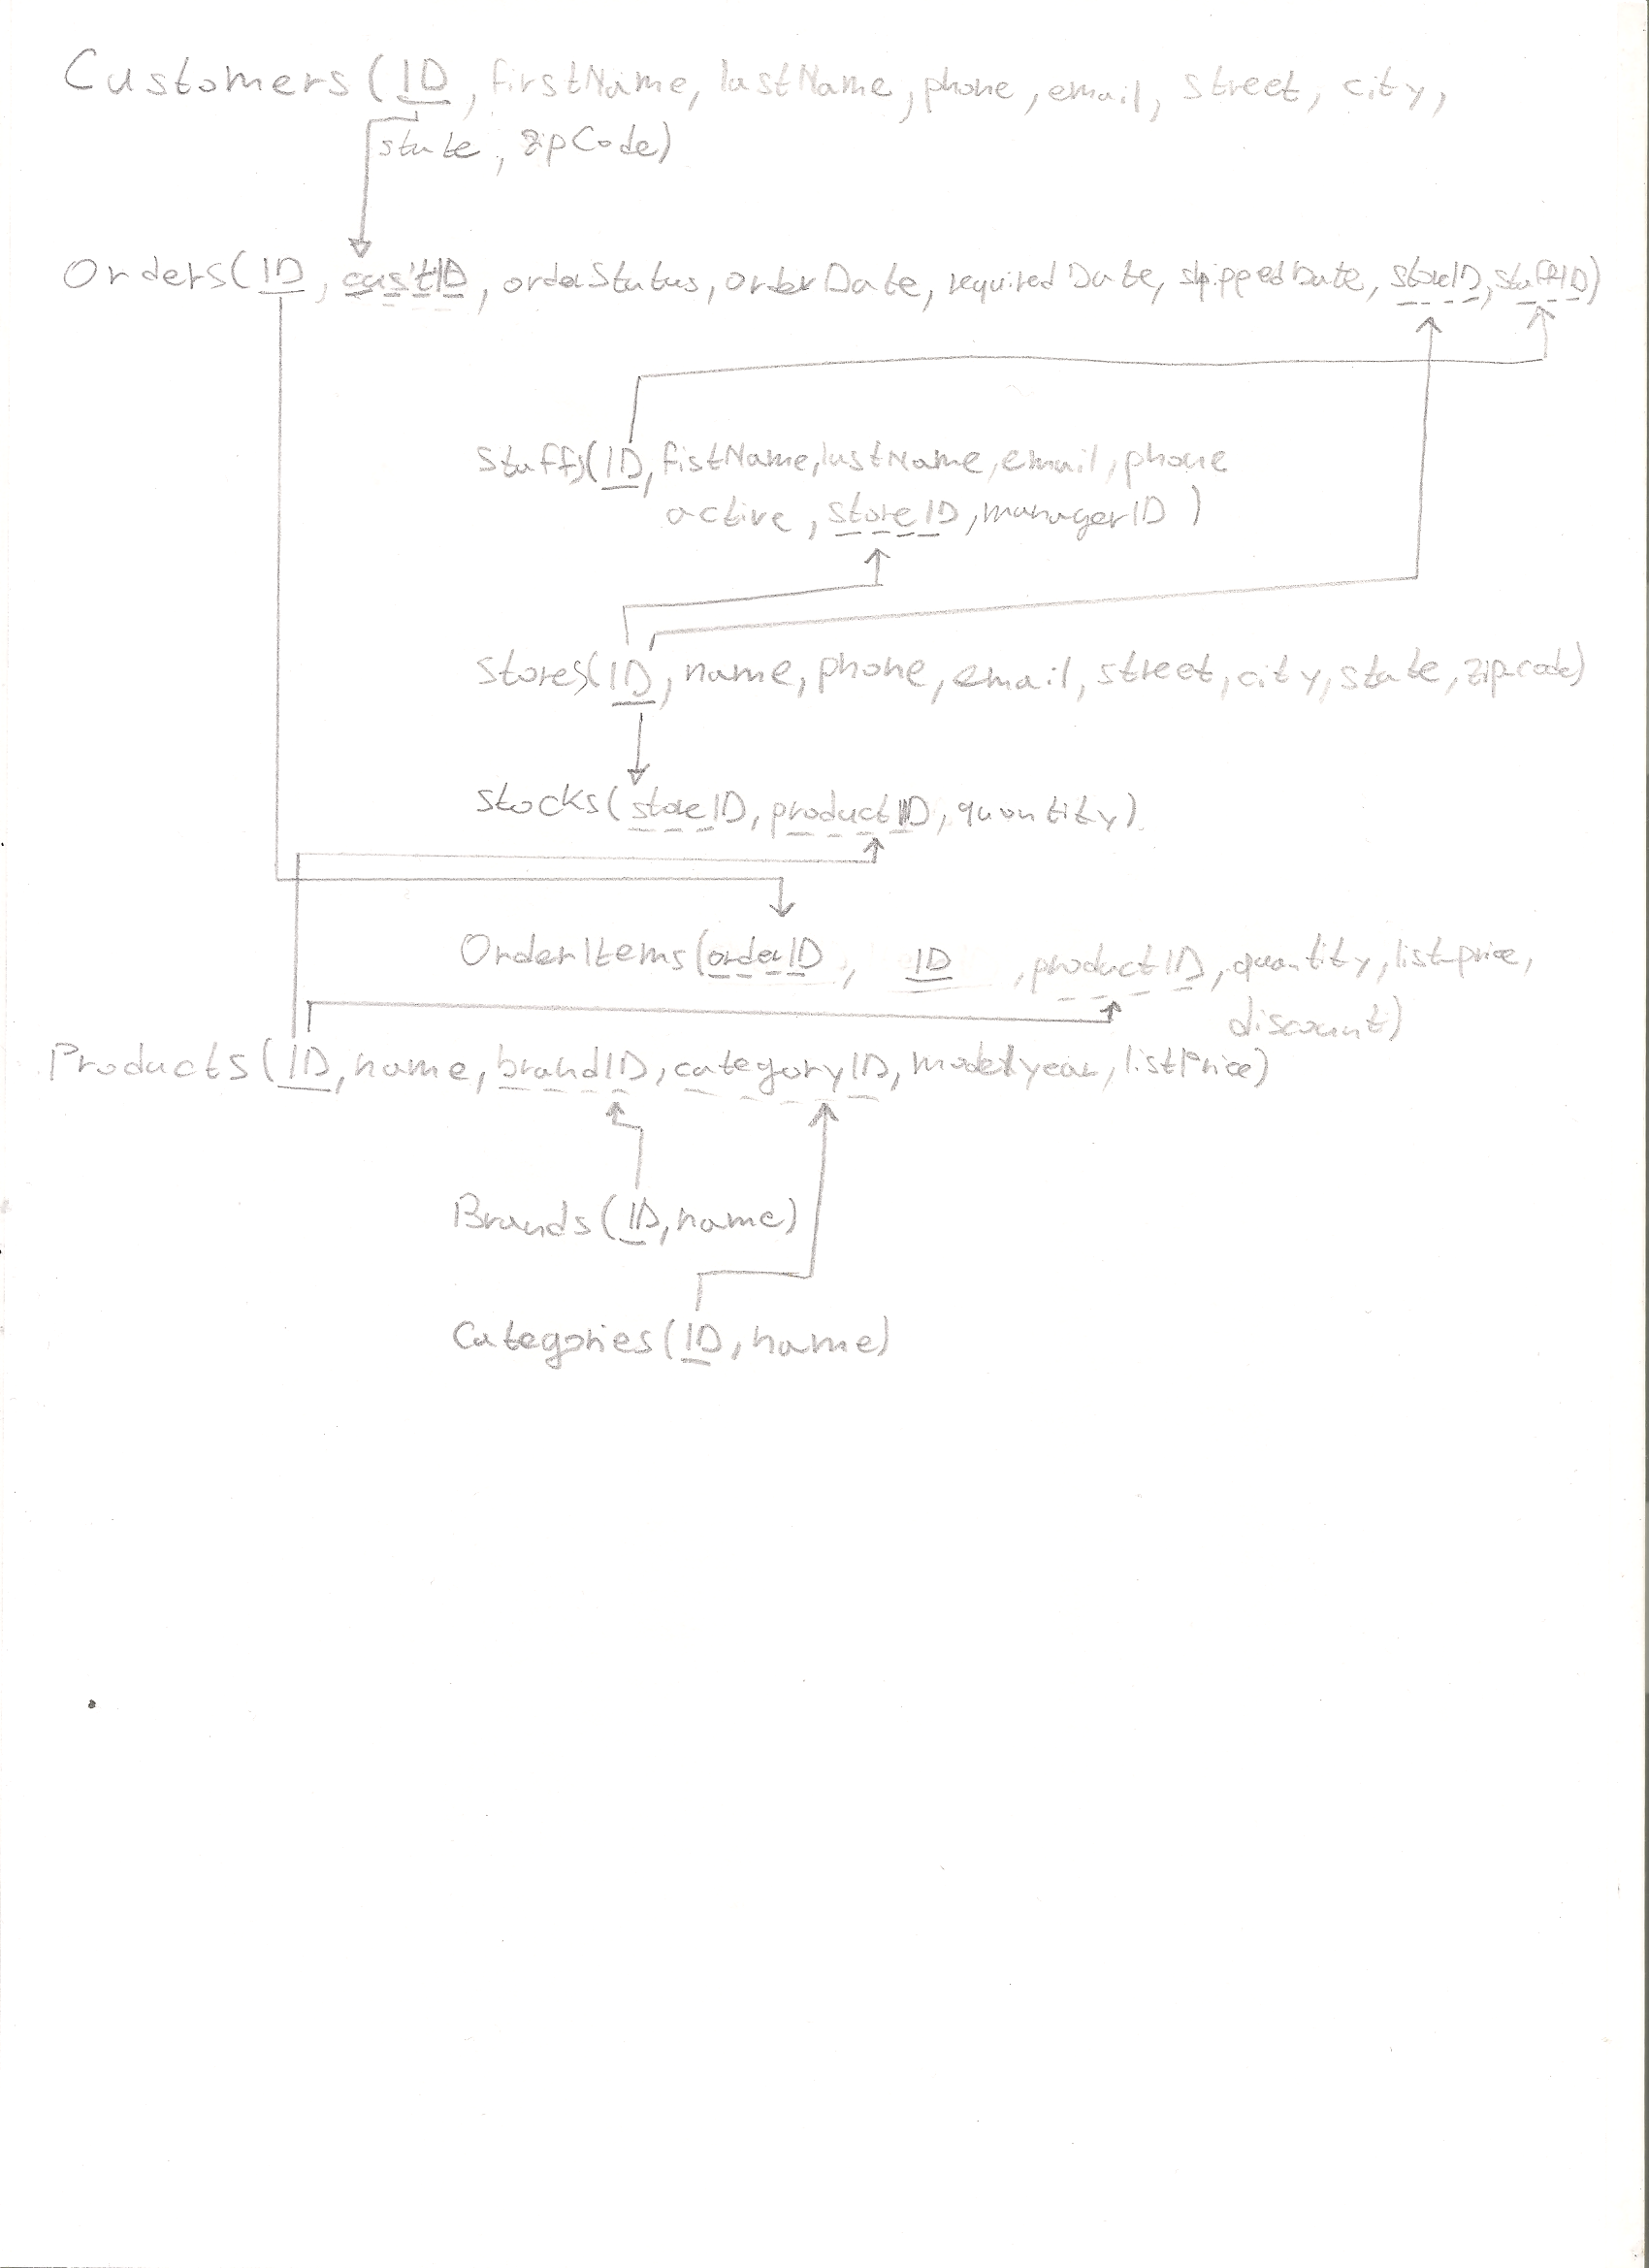 Customers(ID, firstName, lastName, phone, email, street, city,
state, zipCode)
Orders(ID, custID, orderStatus, orderDate, requiredDate, shippedDate, storeID, staffID)
Staffs(ID, fistName, lastName, email, phone
active, storeID, managerID)
Stores(ID, name, phone, email, street, city, state, zipcode)
Stocks(storeID, productID, quantity)
OrderItems(orderID, ID, productID, quantity, listprice,
discount)
Products(ID, name, brandID, categoryID, modelyear, listPrice)
Brands(ID, name)
Categories(ID, name)